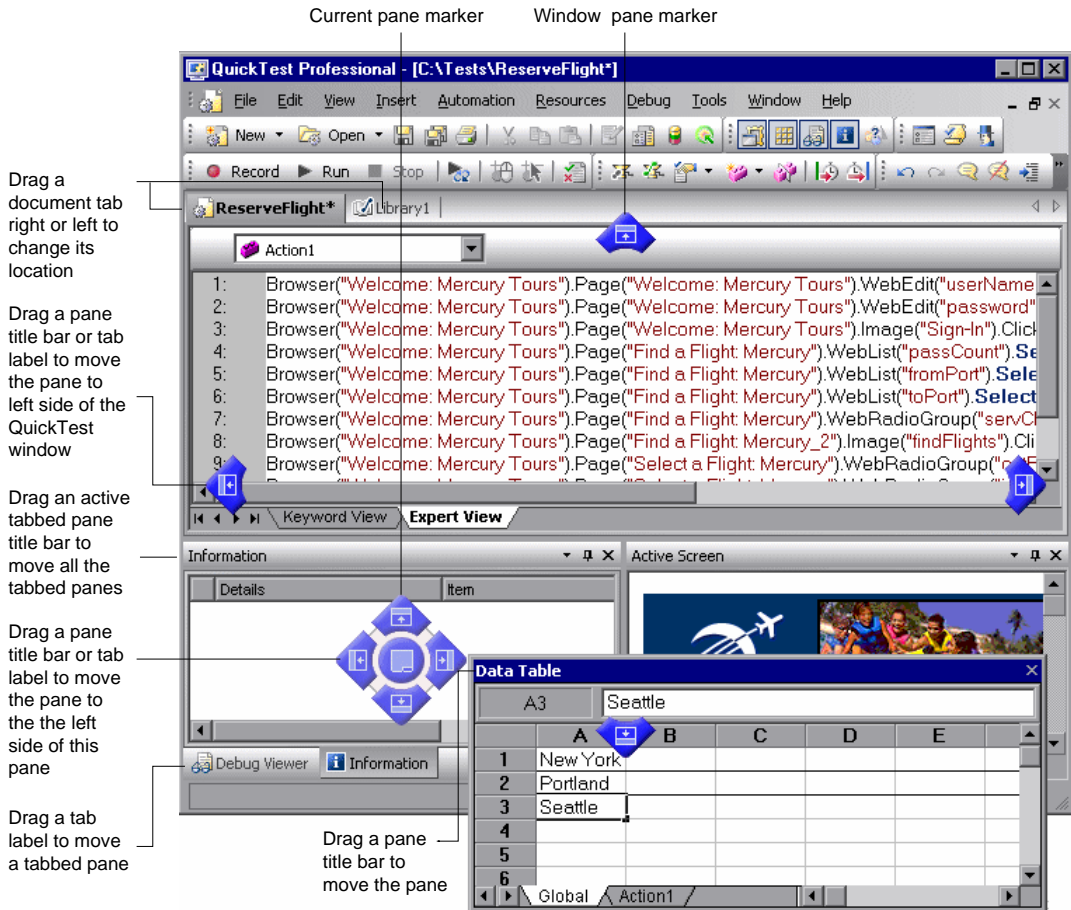 Current pane marker
Window pane marker
QuickTest Professional - [C:\Tests\ReserveFlight*]
File Edit View Insert Automation Resources Debug Tools Window Help
New Open
Record Run Stop
Drag a
document tab
right or left to
change its
location
ReserveFlight* Library1
Action1
1: Browser("Welcome: Mercury Tours").Page("Welcome: Mercury Tours").WebEdit("userName
2: Browser("Welcome: Mercury Tours").Page("Welcome: Mercury Tours").WebEdit("password"
3: Browser("Welcome: Mercury Tours").Page("Welcome: Mercury Tours").Image("Sign-In").Click
4: Browser("Welcome: Mercury Tours").Page("Find a Flight: Mercury").WebList("passCount").Se
5: Browser("Welcome: Mercury Tours").Page("Find a Flight: Mercury").WebList("fromPort").Sele
6: Browser("Welcome: Mercury Tours").Page("Find a Flight: Mercury").WebList("toPort").Select
7: Browser("Welcome: Mercury Tours").Page("Find a Flight: Mercury").WebRadioGroup("servCl
8: Browser("Welcome: Mercury Tours").Page("Find a Flight: Mercury_2").Image("findFlights").Cli
9: Browser("Welcome: Mercury Tours").Page("Select a Flight: Mercury").WebRadioGroup(
Drag a pane
title bar or tab
label to move
the pane to
left side of the
QuickTest
window
Keyword View Expert View
Drag an active
tabbed pane
title bar to
move all the
tabbed panes
Information
Active Screen
Details Item
Drag a pane
title bar or tab
label to move
the pane to
the the left
side of this
pane
Debug Viewer Information
Drag a tab
label to move
a tabbed pane
Drag a pane
title bar to
move the pane
Data Table
A3 Seattle
A B C D E
1 New York
2 Portland
3 Seattle
4
5
6
Global Action1